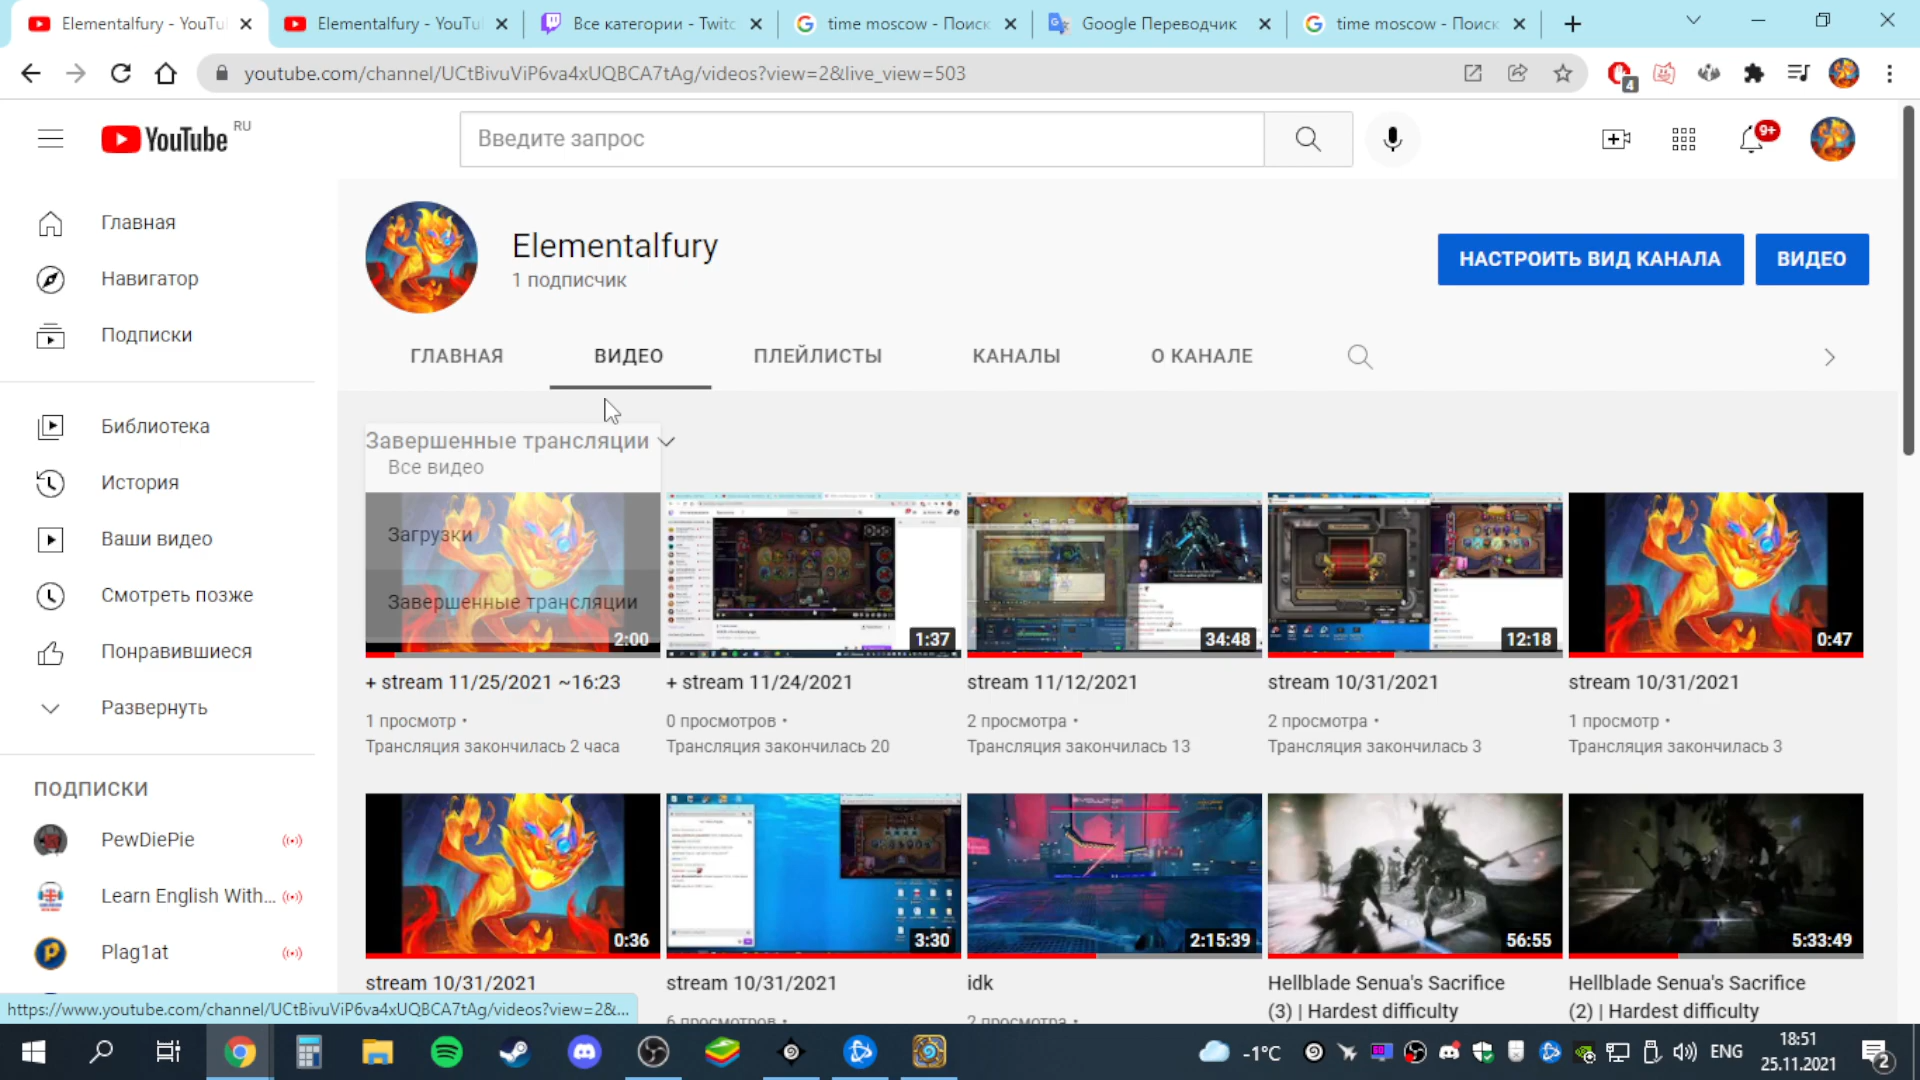 Elementalfury - YouTu
Elementalfury - YouTu
Все категории - Twitc
time moscow - Поиск
Google Переводчик
time moscow - Поиск
youtube.com/channel/UCtBivuViP6va4xUQBCA7tAg/videos?view=2&live_view=503
4
YouTube RU
Введите запрос
9+
Главная
Навигатор
Подписки
Библиотека
История
Ваши видео
Смотреть позже
Понравившиеся
Развернуть
ПОДПИСКИ
PewDiePie
Learn English With...
Plag1at
Elementalfury
1 подписчик
НАСТРОИТЬ ВИД КАНАЛА
ВИДЕО
ГЛАВНАЯ
ВИДЕО
ПЛЕЙЛИСТЫ
КАНАЛЫ
О КАНАЛЕ
Завершенные трансляции
Все видео
Загрузки
Завершенные трансляции
2:00
1:37
34:48
12:18
0:47
+ stream 11/25/2021 ~16:23
1 просмотр •
Трансляция закончилась 2 часа
+ stream 11/24/2021
0 просмотров •
Трансляция закончилась 20
stream 11/12/2021
2 просмотра •
Трансляция закончилась 13
stream 10/31/2021
2 просмотра •
Трансляция закончилась 3
stream 10/31/2021
1 просмотр •
Трансляция закончилась 3
0:36
3:30
2:15:39
56:55
5:33:49
stream 10/31/2021
stream 10/31/2021
6 просмотров •
idk
2 просмотра •
Hellblade Senua's Sacrifice
(3) | Hardest difficulty
Hellblade Senua's Sacrifice
(2) | Hardest difficulty
https://www.youtube.com/channel/UCtBivuViP6va4xUQBCA7tAg/videos?view=2&...
-1°C
ENG
18:51
25.11.2021
2